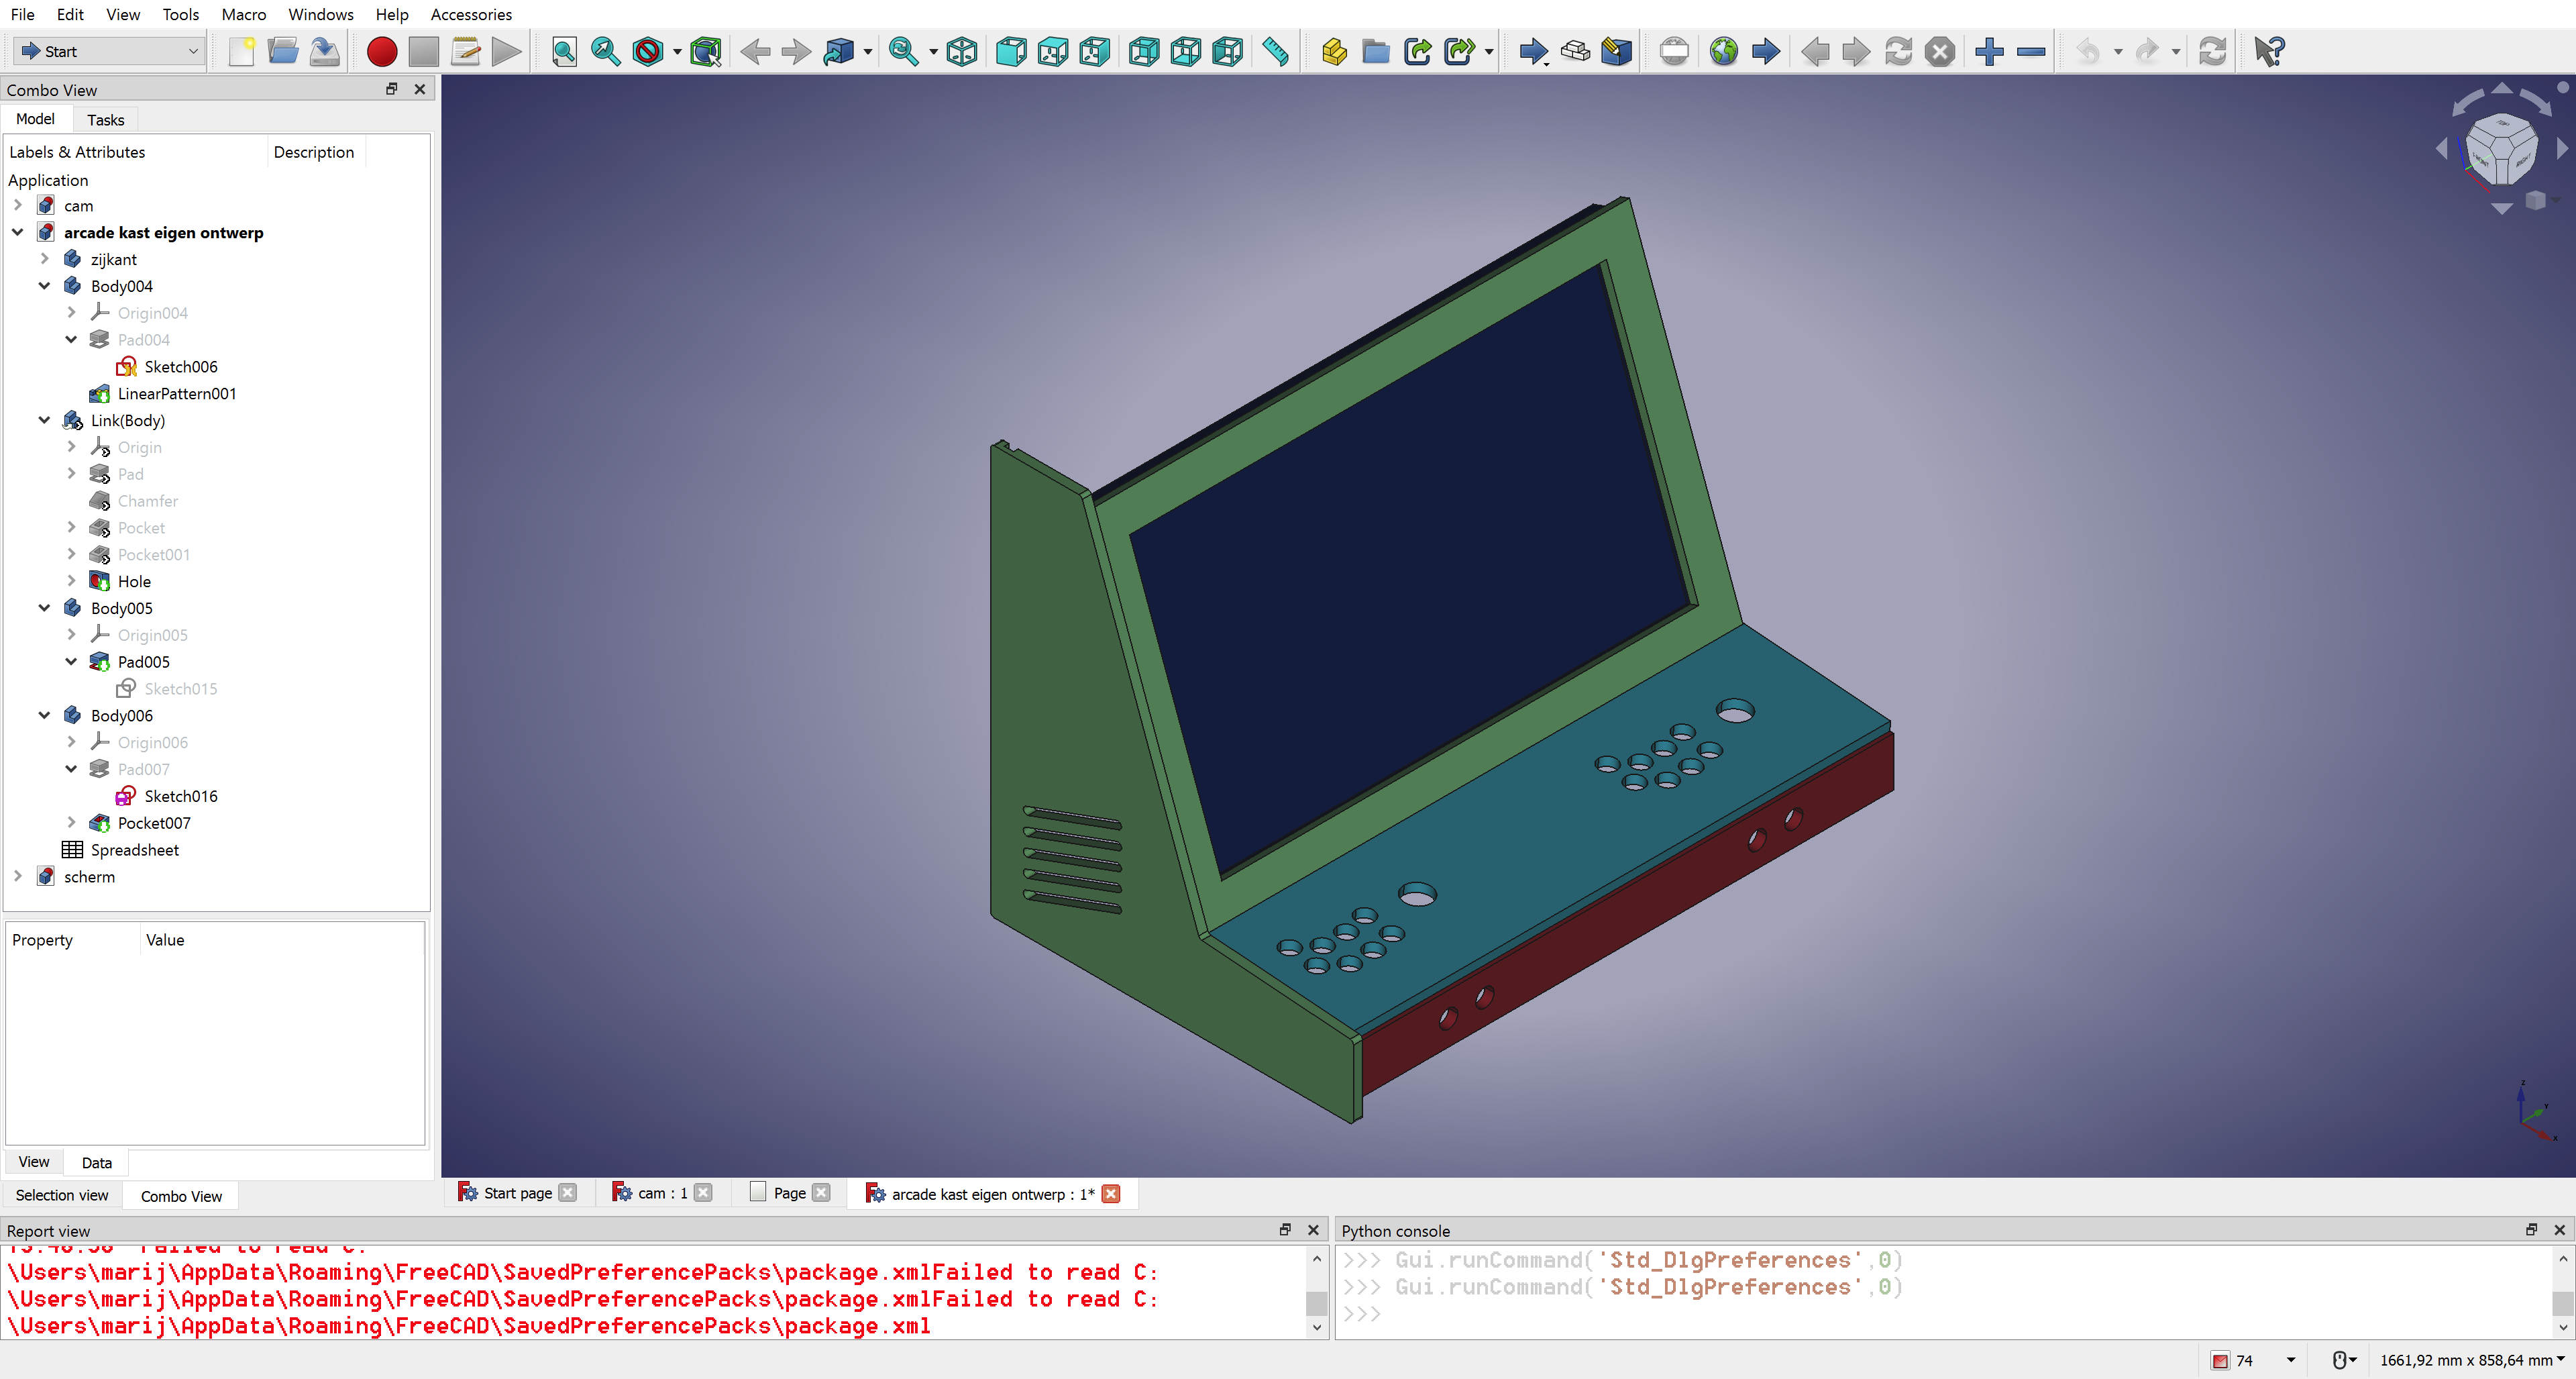 File Edit View Tools Macro Windows Help Accessories
Start
Combo View
Model Tasks
Labels & Attributes Description
Application
cam
arcade kast eigen ontwerp
zijkant
Body004
Origin004
Pad004
Sketch006
LinearPattern001
Link(Body)
Origin
Pad
Chamfer
Pocket
Pocket001
Hole
Body005
Origin005
Pad005
Sketch015
Body006
Origin006
Pad007
Sketch016
Pocket007
Spreadsheet
scherm
Property Value
View Data
Selection view Combo View
Start page cam : 1 Page arcade kast eigen ontwerp : 1*
Report view
Failed to read C:
\Users\marij\AppData\Roaming\FreeCAD\SavedPreferencePacks\package.xmlFailed to read C:
\Users\marij\AppData\Roaming\FreeCAD\SavedPreferencePacks\package.xmlFailed to read C:
\Users\marij\AppData\Roaming\FreeCAD\SavedPreferencePacks\package.xml
Python console
>>> Gui.runCommand('Std_DlgPreferences',0)
>>> Gui.runCommand('Std_DlgPreferences',0)
>>>
74 1661,92 mm x 858,64 mm